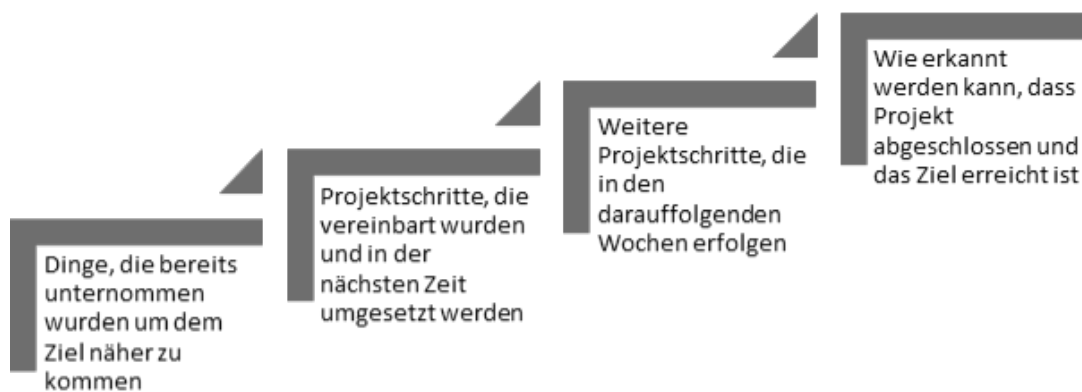 Dinge, die bereits
unternommen
wurden um dem
Ziel näher zu
kommen
Projektschritte, die
vereinbart wurden
und in der
nächsten Zeit
umgesetzt werden
Weitere
Projektschritte, die
in den
darauffolgenden
Wochen erfolgen
Wie erkannt
werden kann, dass
Projekt
abgeschlossen und
das Ziel erreicht ist